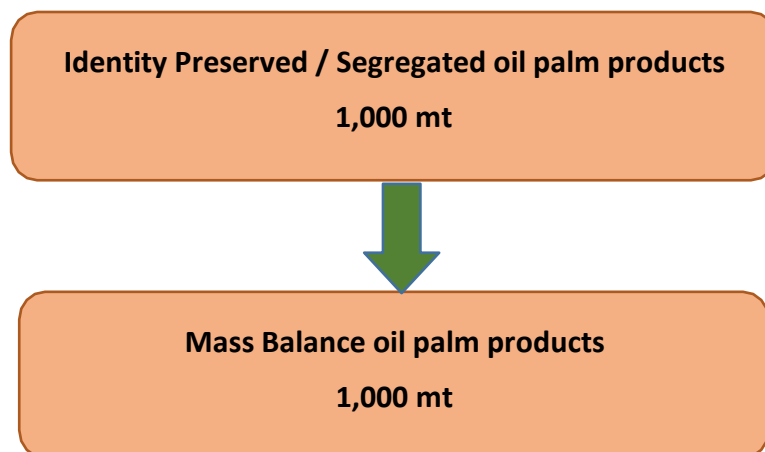 Identity Preserved / Segregated oil palm products
1,000 mt
Mass Balance oil palm products
1,000 mt